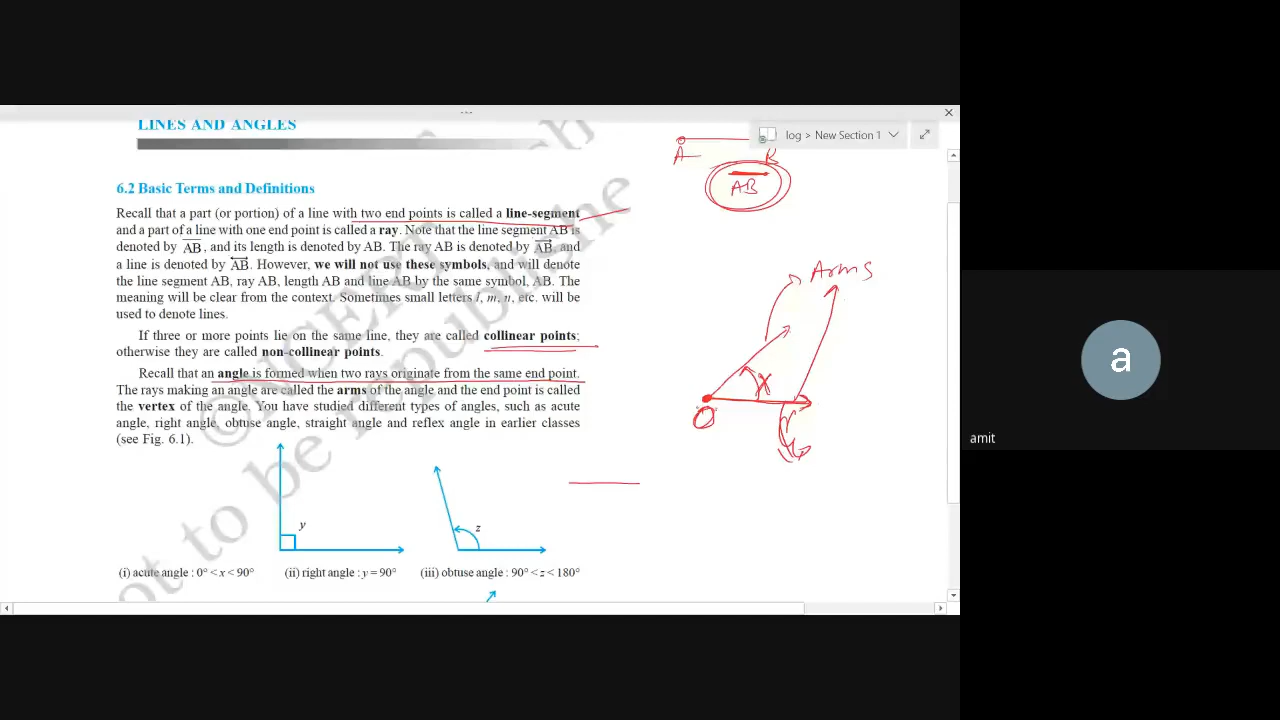 LINES AND ANGLES
log > New Section 1
A
B
AB
6.2 Basic Terms and Definitions
Recall that a part (or portion) of a line with two end points is called a line-segment
and a part of a line with one end point is called a ray. Note that the line segment AB is
denoted by AB, and its length is denoted by AB. The ray AB is denoted by AB, and
a line is denoted by AB. However, we will not use these symbols, and will denote
the line segment AB, ray AB, length AB and line AB by the same symbol, AB. The
meaning will be clear from the context. Sometimes small letters l, m, n, etc. will be
used to denote lines.
If three or more points lie on the same line, they are called collinear points;
otherwise they are called non-collinear points.
Recall that an angle is formed when two rays originate from the same end point.
The rays making an angle are called the arms of the angle and the end point is called
the vertex of the angle. You have studied different types of angles, such as acute
angle, right angle, obtuse angle, straight angle and reflex angle in earlier classes
(see Fig. 6.1).
Arms
x
O
y
z
(i) acute angle : 0° < x < 90°
(ii) right angle : y = 90°
(iii) obtuse angle : 90° < z < 180°
©NCERT
not to be republishe
a
amit